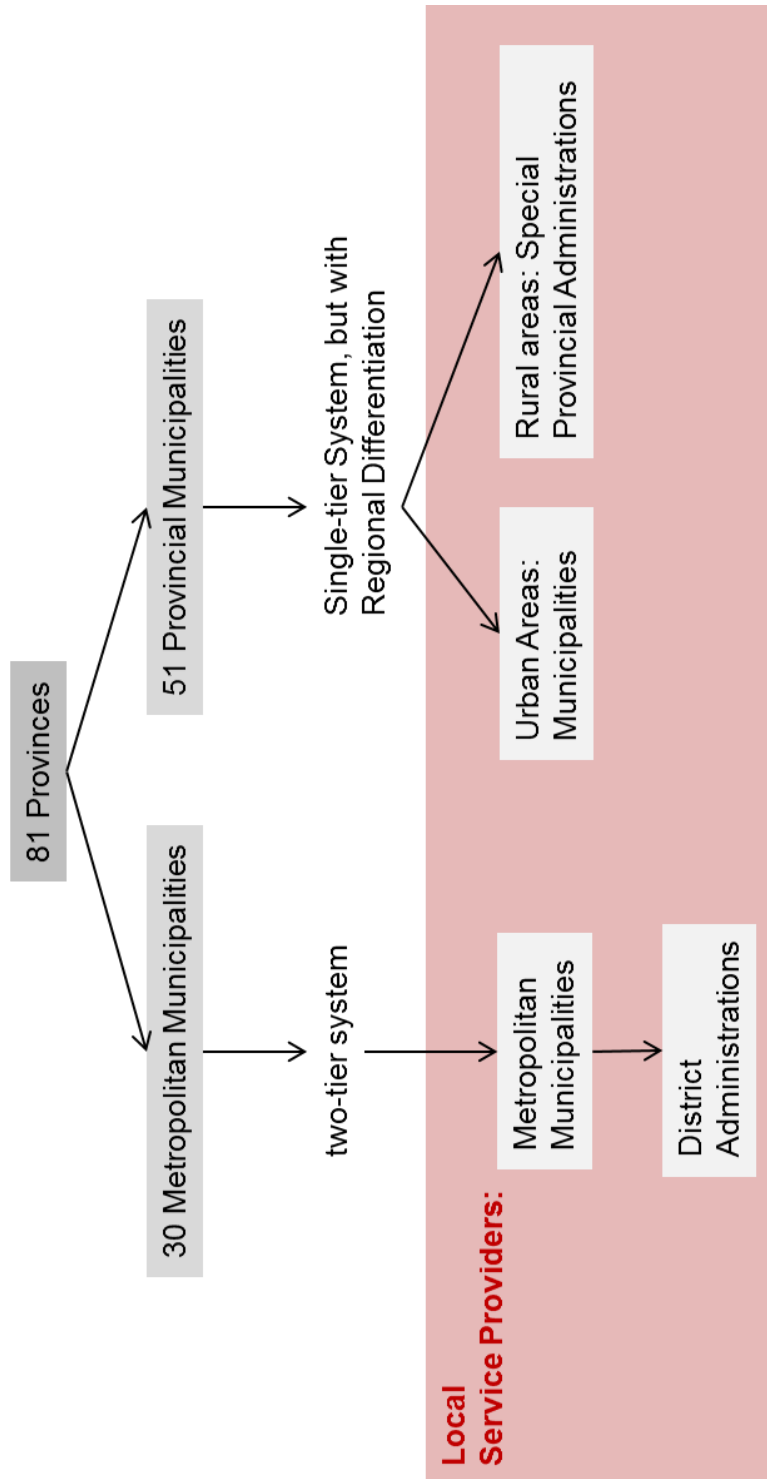 81 Provinces
30 Metropolitan Municipalities
51 Provincial Municipalities
two-tier system
Single-tier System, but with
Regional Differentiation
Local
Service Providers:
Metropolitan
Municipalities
Urban Areas:
Municipalities
Rural areas: Special
Provincial Administrations
District
Administrations